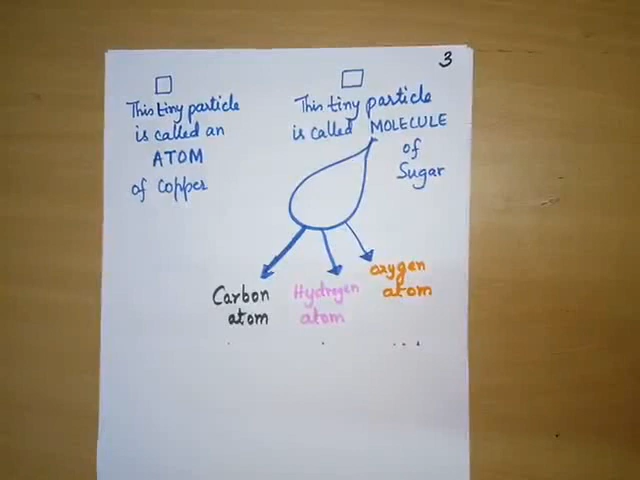 3
This tiny particle
is called an
ATOM
of Copper
This tiny particle
is called MOLECULE
of
Sugar
Carbon
atom
Hydrogen
atom
oxygen
atom